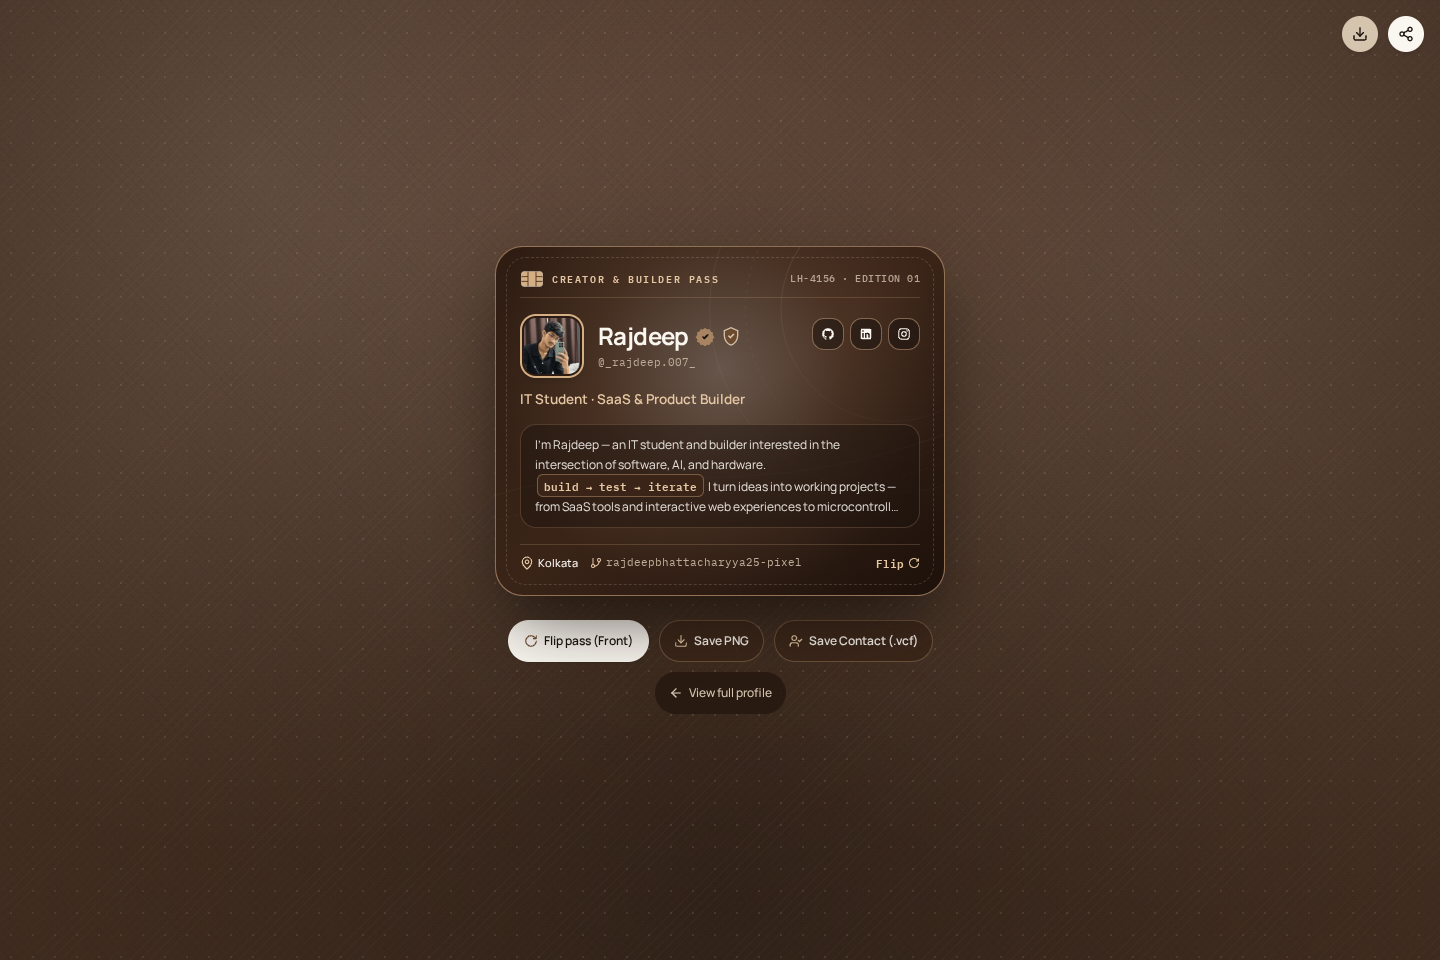 CREATOR & BUILDER PASS
LH-4156 · EDITION 01
Rajdeep
@_rajdeep.007_
IT Student · SaaS & Product Builder
I'm Rajdeep — an IT student and builder interested in the
intersection of software, AI, and hardware.
build → test → iterate I turn ideas into working projects —
from SaaS tools and interactive web experiences to microcontroll...
Kolkata rajdeepbhattacharyya25-pixel Flip
Flip pass (Front) Save PNG Save Contact (.vcf)
View full profile